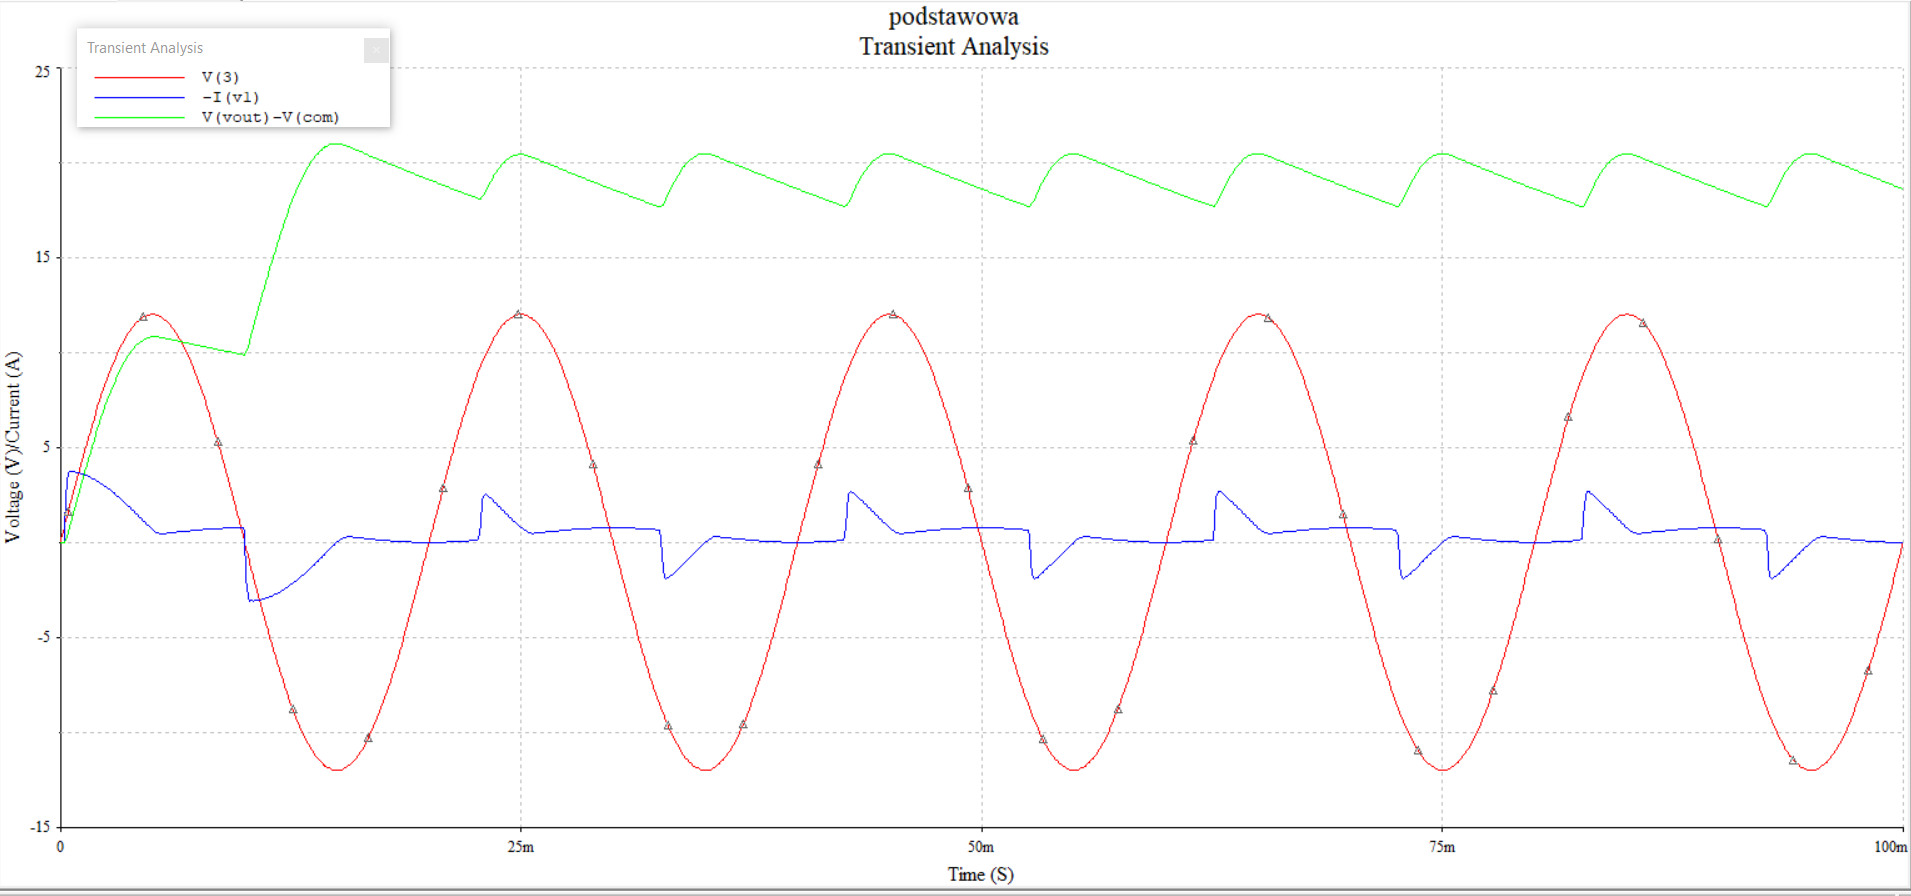 podstawowa
Transient Analysis
Transient Analysis
x
V(3)
-I(v1)
V(vout)-V(com)
25
15
5
-5
-15
Voltage (V)/Current (A)
0
25m
50m
75m
100m
Time (S)